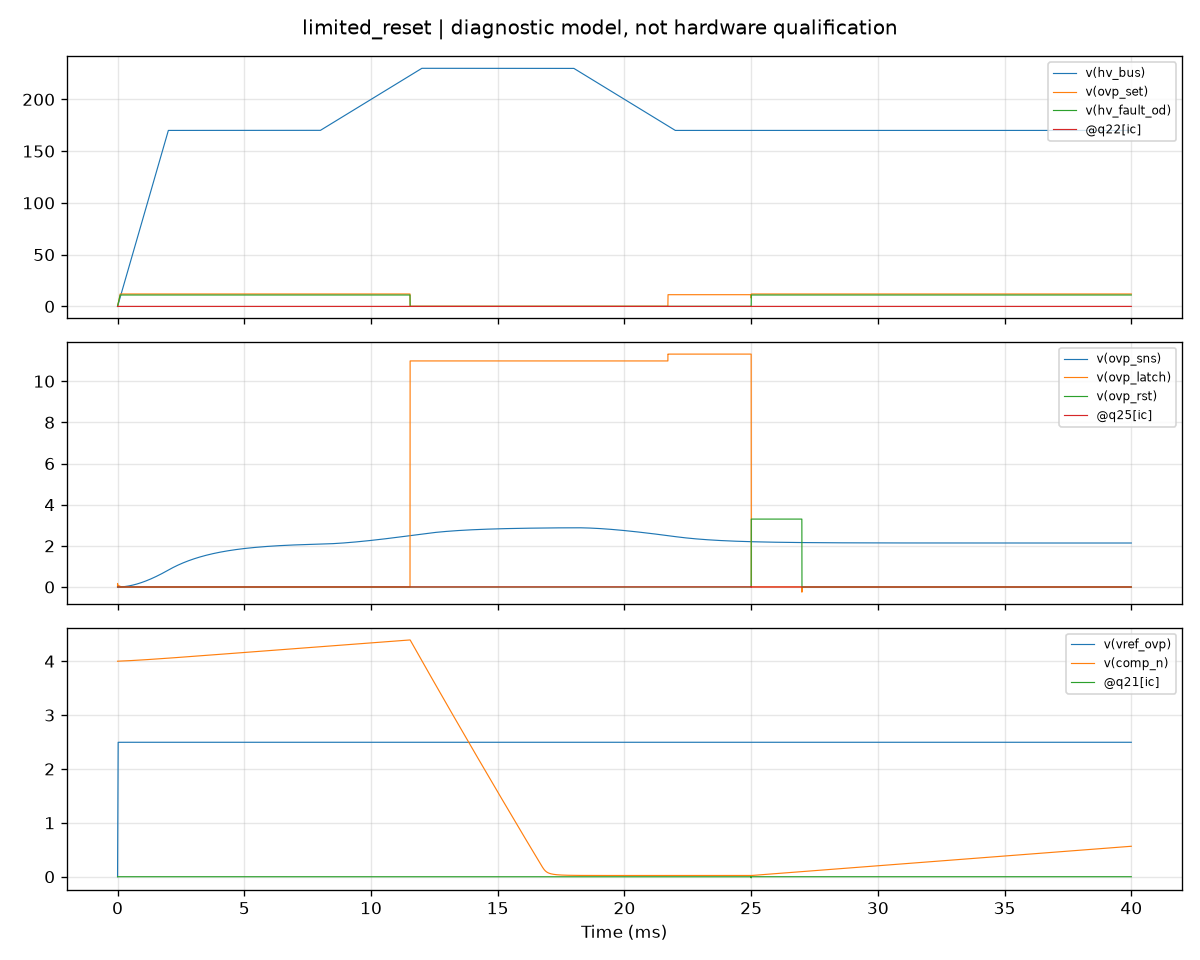 limited_reset | diagnostic model, not hardware qualification
200
150
100
50
0
v(hv_bus)
v(ovp_set)
v(hv_fault_od)
@q22[ic]
10
8
6
4
2
0
v(ovp_sns)
v(ovp_latch)
v(ovp_rst)
@q25[ic]
4
3
2
1
0
v(vref_ovp)
v(comp_n)
@q21[ic]
0 5 10 15 20 25 30 35 40
Time (ms)